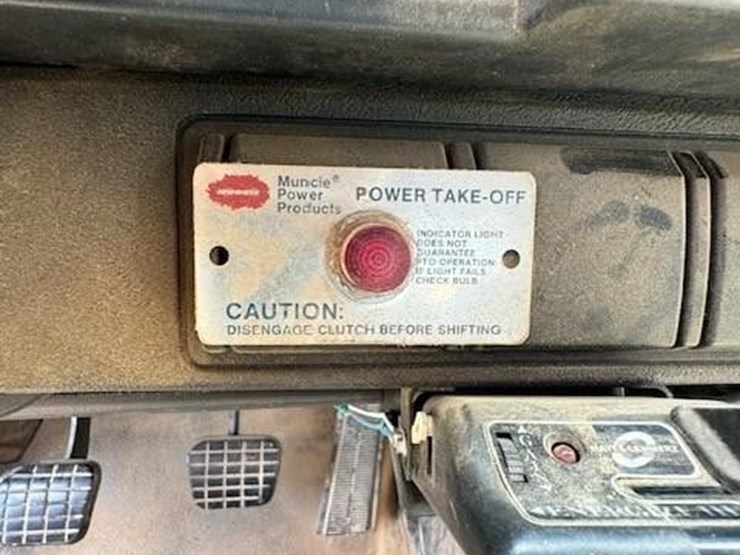 Muncie®
Power
Products
POWER TAKE-OFF
INDICATOR LIGHT
DOES NOT
GUARANTEE
PTO OPERATION
IF LIGHT FAILS
CHECK BULB
CAUTION:
DISENGAGE CLUTCH BEFORE SHIFTING